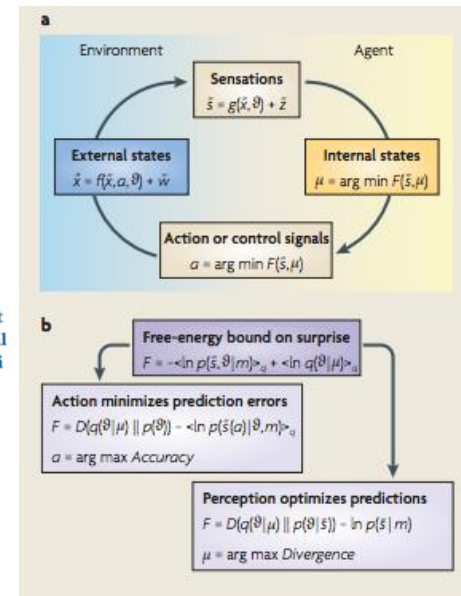 a
Environment
Agent
Sensations
s̃ = g(x̃,ϑ) + z̃
External states
x̃̇ = f(x̃,a,ϑ) + w̃
Internal states
μ = arg min F(s̃,μ)
Action or control signals
a = arg min F(s̃,μ)
t
l
i
b
Free-energy bound on surprise
F = −<ln p(s̃,ϑ|m)>q + <ln q(ϑ|μ)>q
Action minimizes prediction errors
F = D(q(ϑ|μ) || p(ϑ)) − <ln p(s̃(a)|ϑ,m)>q
a = arg max Accuracy
Perception optimizes predictions
F = D(q(ϑ|μ) || p(ϑ|s̃)) − ln p(s̃|m)
μ = arg max Divergence